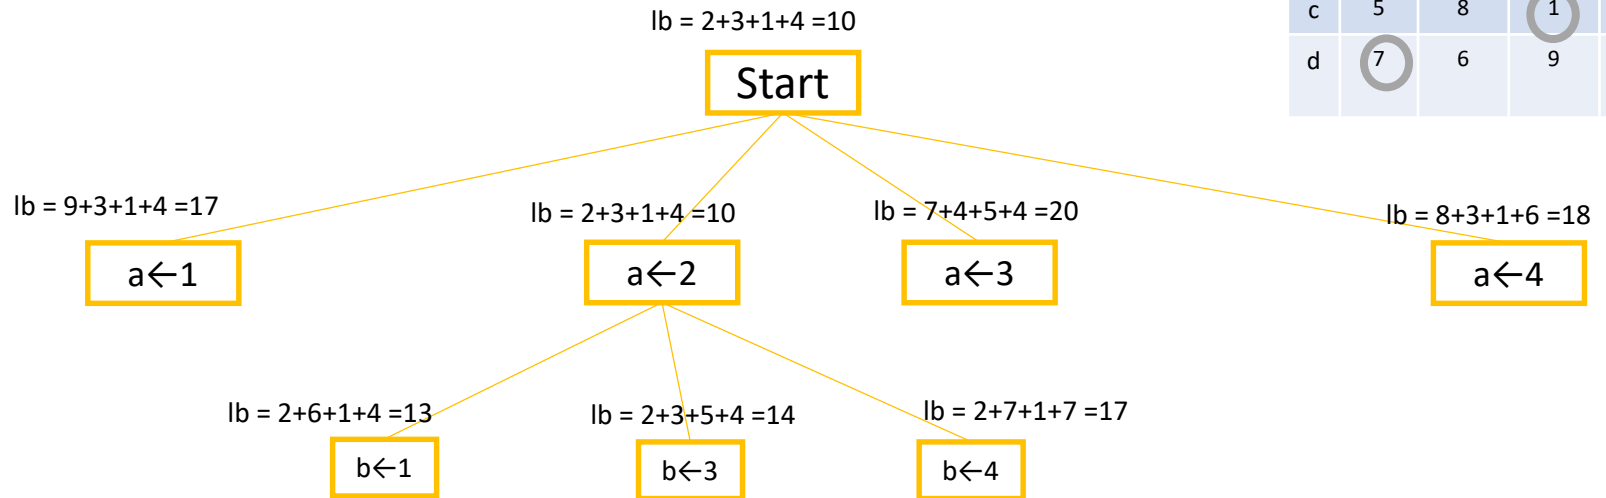 lb = 2+3+1+4 =10
c 5 8 1
d 7 6 9
Start
lb = 9+3+1+4 =17
lb = 2+3+1+4 =10
lb = 7+4+5+4 =20
lb = 8+3+1+6 =18
a←1
a←2
a←3
a←4
lb = 2+6+1+4 =13
lb = 2+3+5+4 =14
lb = 2+7+1+7 =17
b←1
b←3
b←4